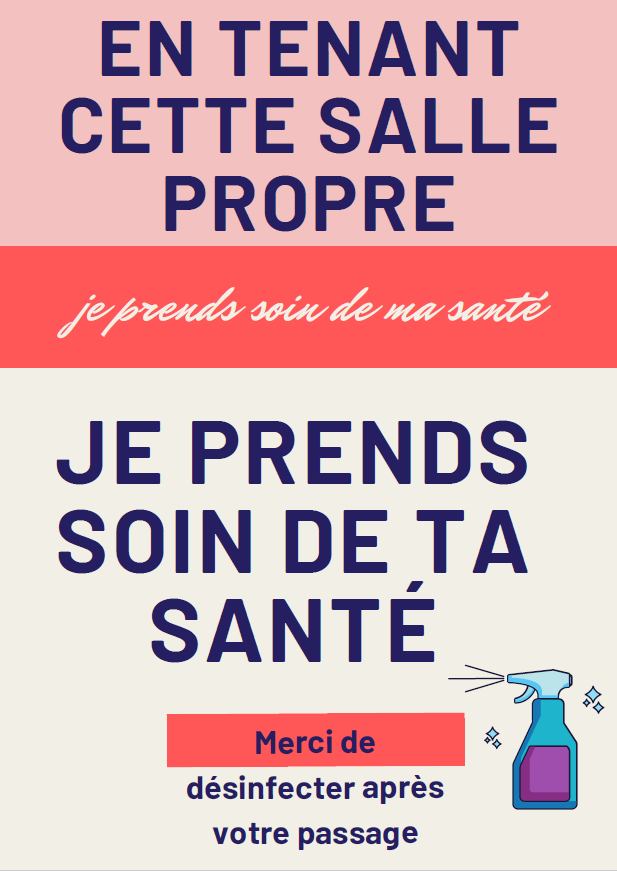 EN TENANT
CETTE SALLE
PROPRE
je prends soin de ma santé
JE PRENDS
SOIN DE TA
SANTÉ
Merci de
désinfecter après
votre passage